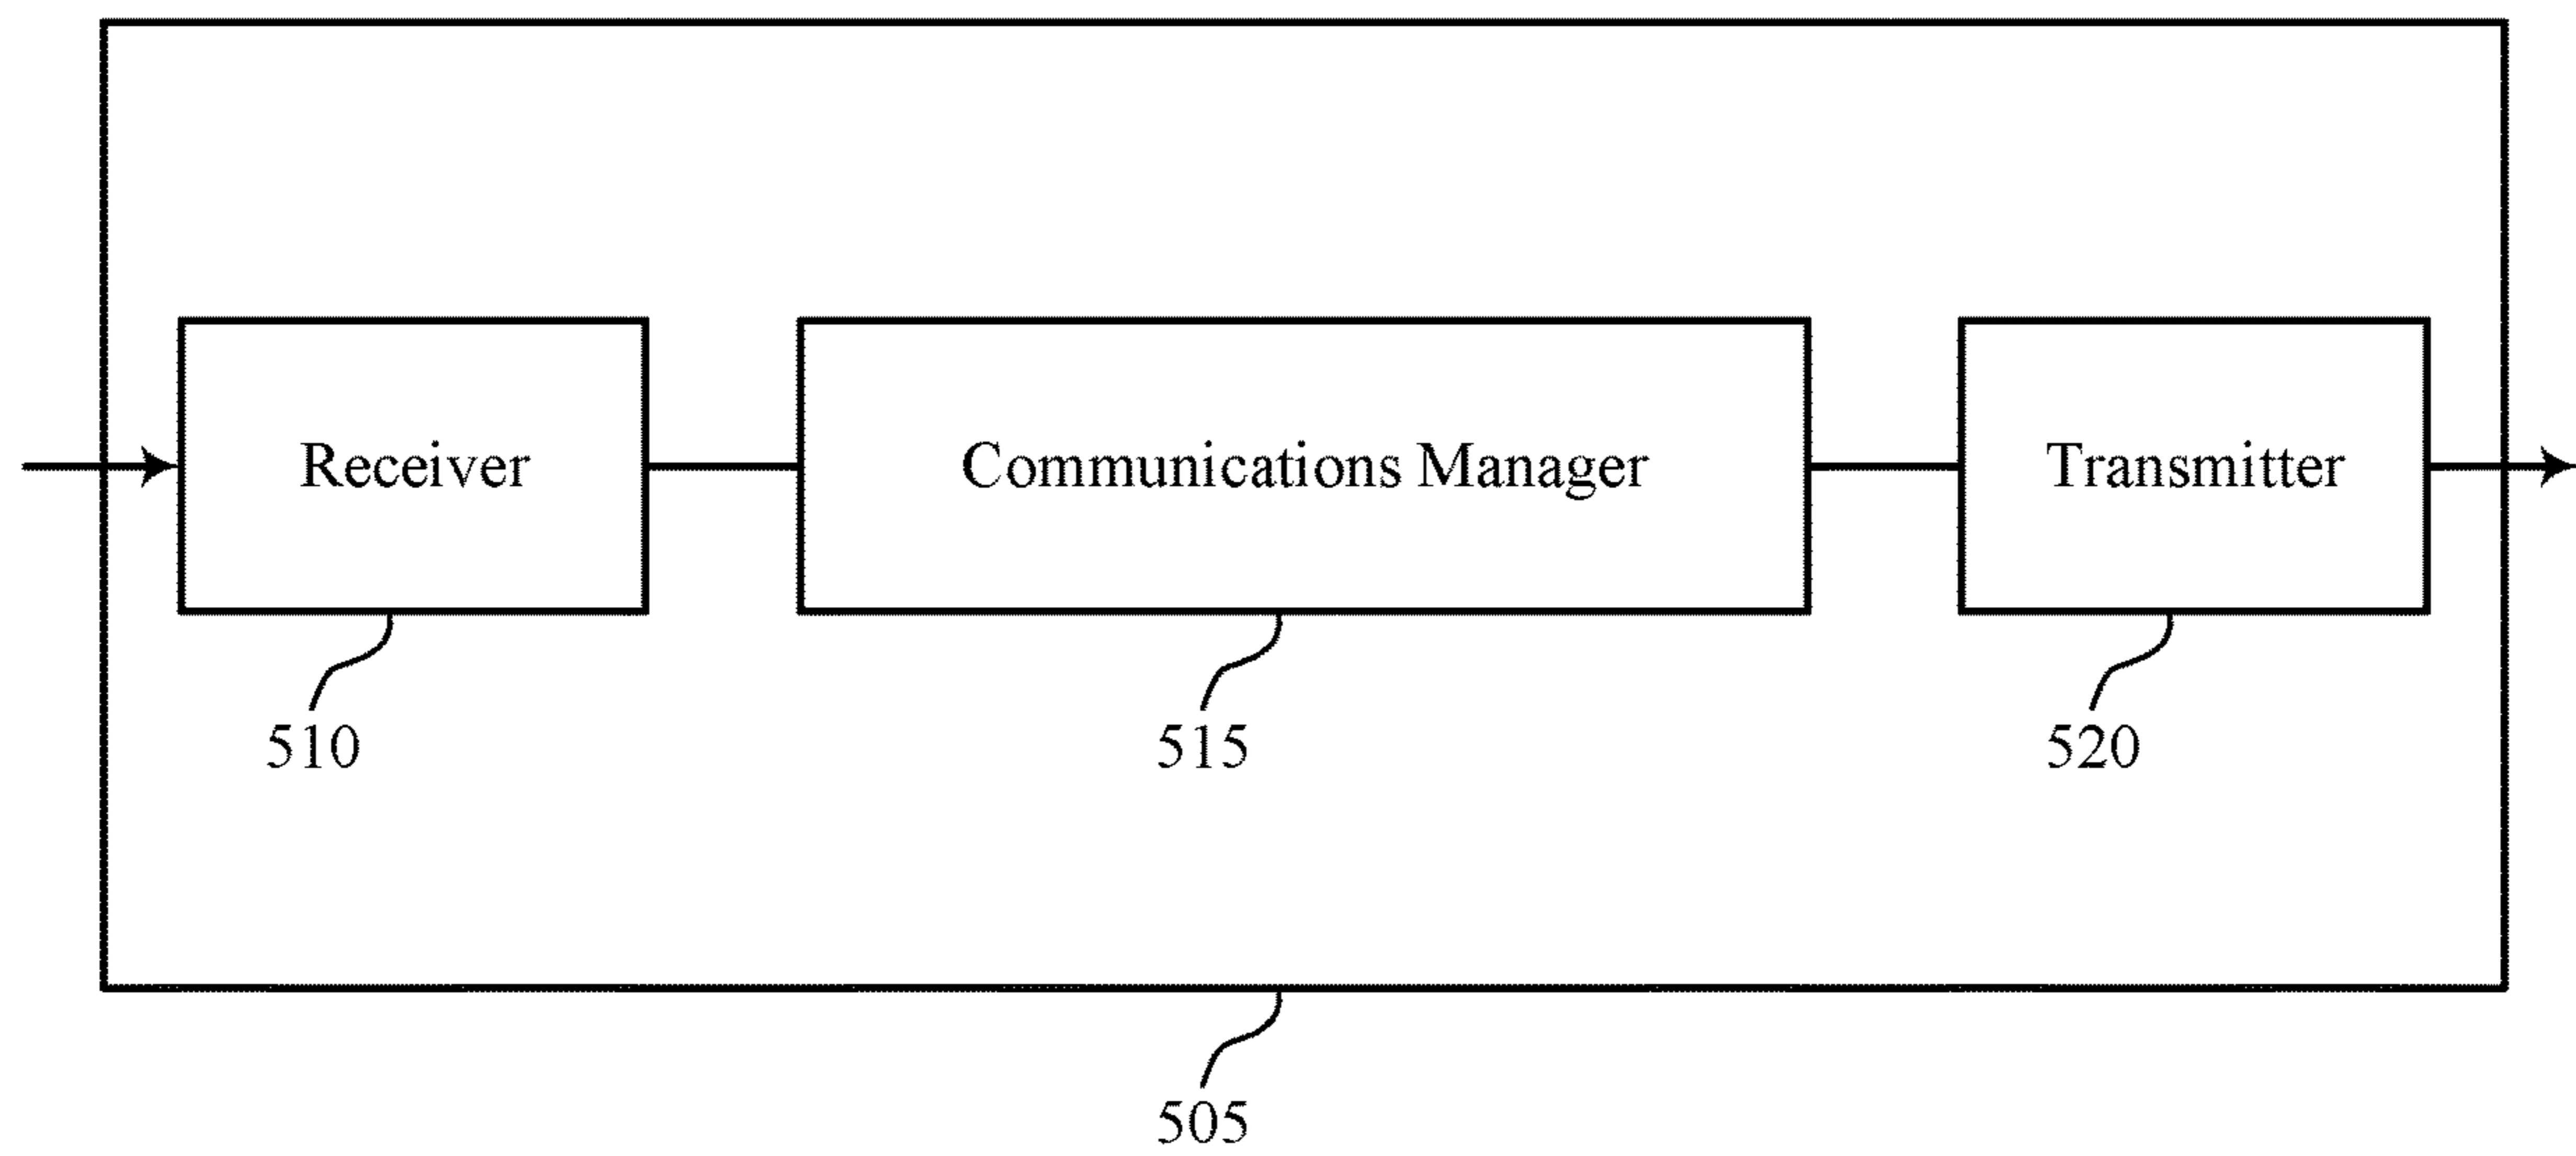 Receiver
Communications Manager
Transmitter
510
515
520
505